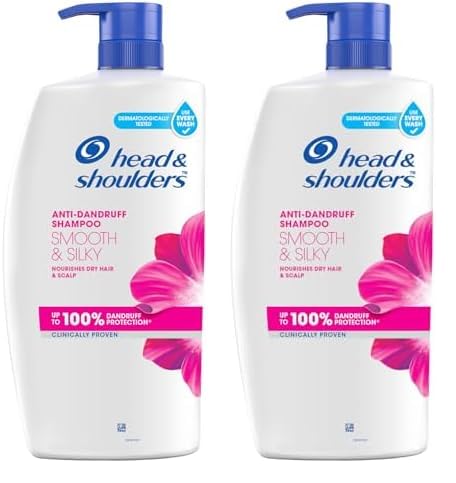 DERMATOLOGICALLY
TESTED
USE
EVERY
WASH
head &
shoulders
ANTI-DANDRUFF
SHAMPOO
SMOOTH
& SILKY
NOURISHES DRY HAIR
& SCALP
UP TO 100% DANDRUFF PROTECTION
CLINICALLY PROVEN
DERMATOLOGICALLY
TESTED
USE
EVERY
WASH
head &
shoulders
ANTI-DANDRUFF
SHAMPOO
SMOOTH
& SILKY
NOURISHES DRY HAIR
& SCALP
UP TO 100% DANDRUFF PROTECTION
CLINICALLY PROVEN